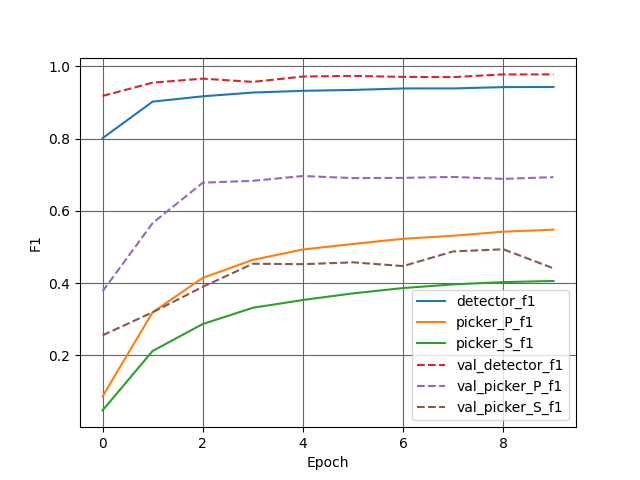 1.0
0.8
0.6
0.4
0.2
F1
0 2 4 6 8
Epoch
detector_f1
picker_P_f1
picker_S_f1
val_detector_f1
val_picker_P_f1
val_picker_S_f1